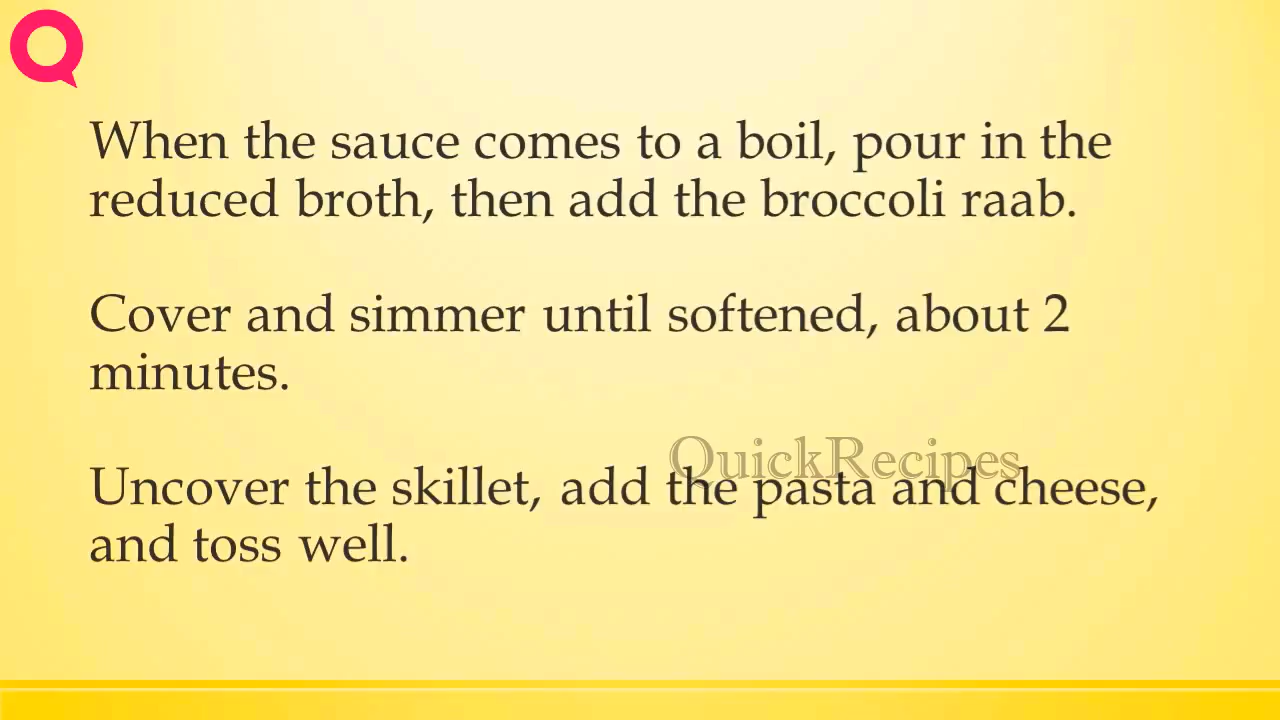 When the sauce comes to a boil, pour in the
reduced broth, then add the broccoli raab.
Cover and simmer until softened, about 2
minutes.
QuickRecipes
Uncover the skillet, add the pasta and cheese,
and toss well.